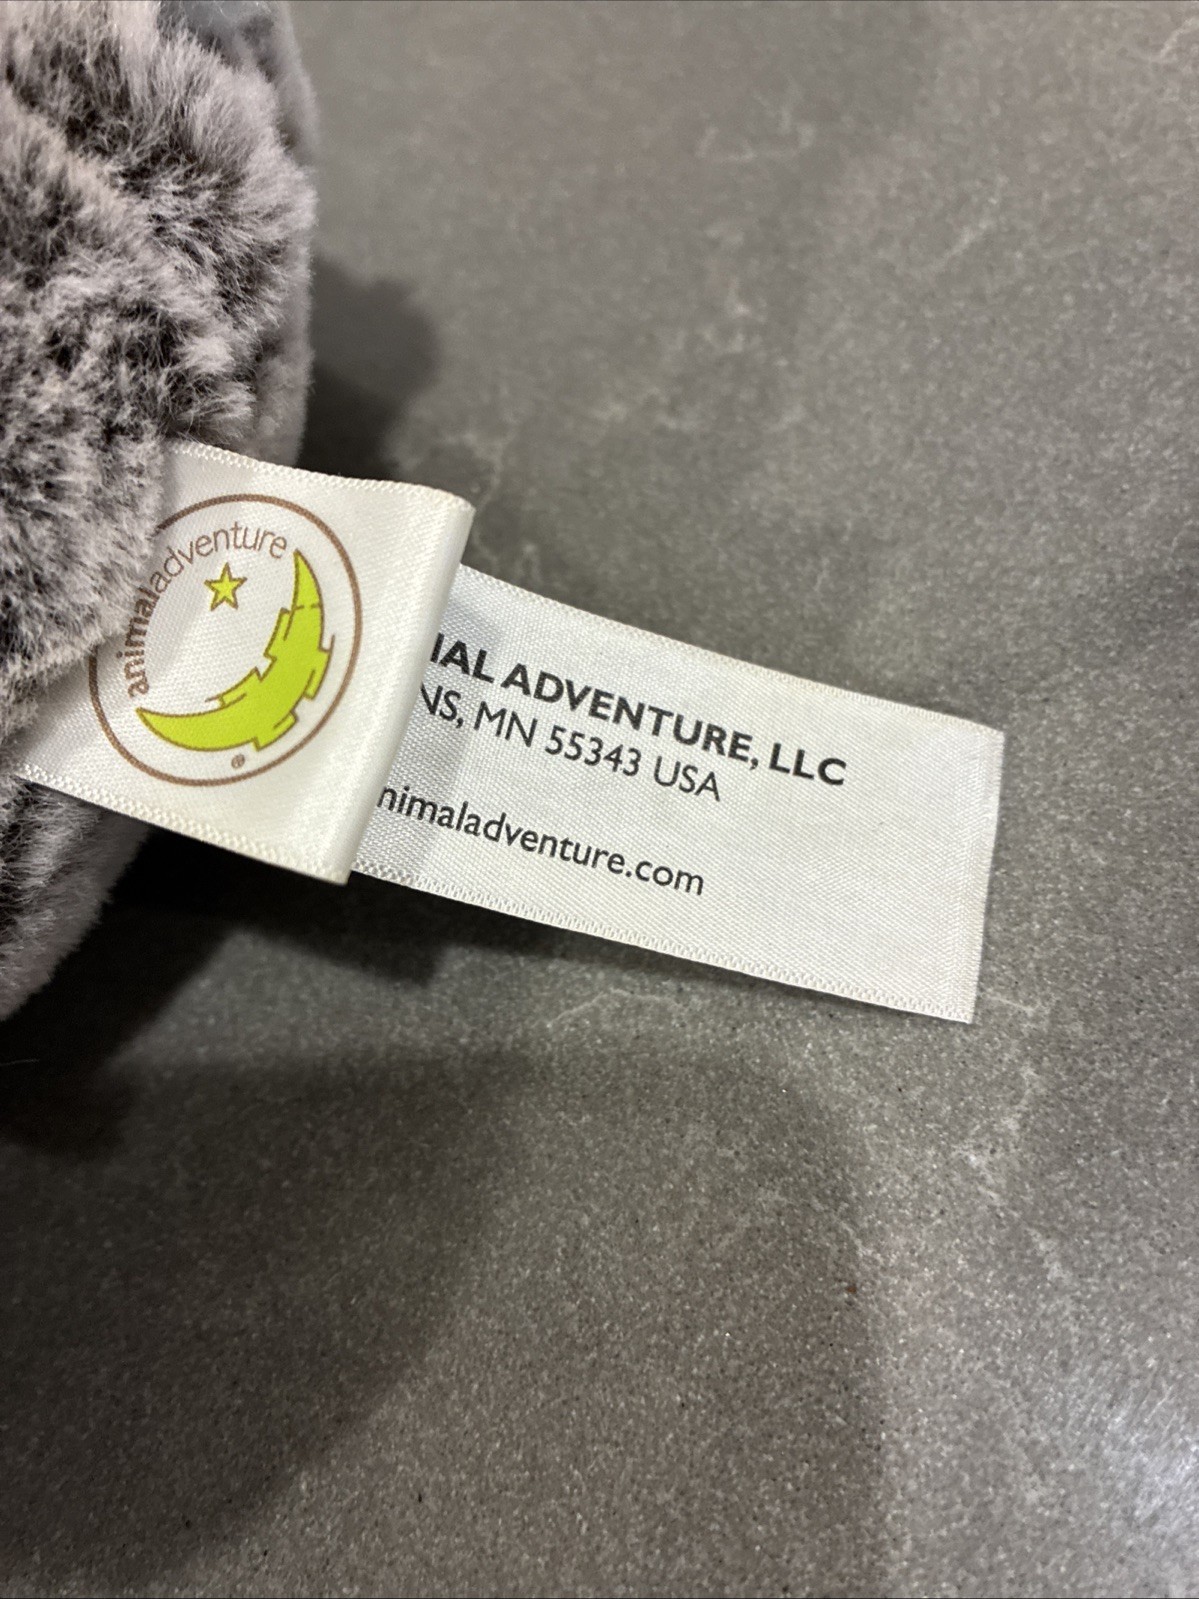 animaladventure
®
IAL ADVENTURE, LLC
NS, MN 55343 USA
nimaladventure.com